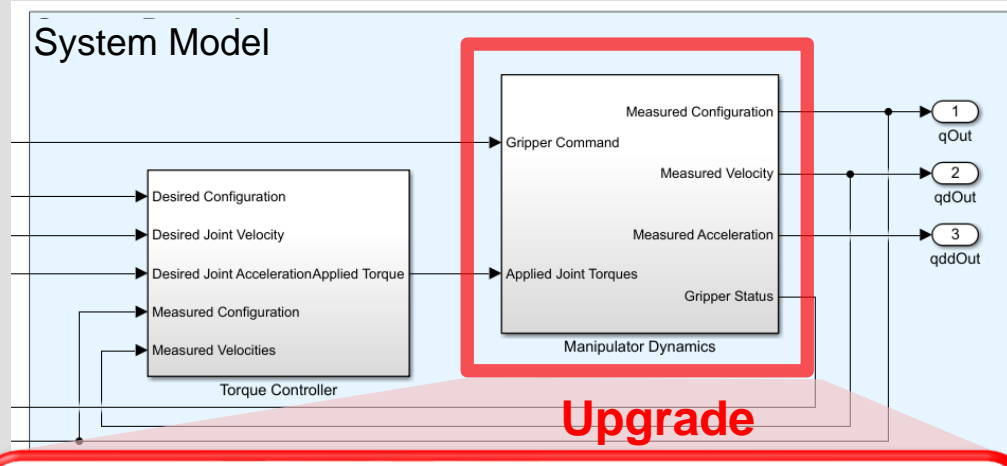 System Model
Measured Configuration
1
qOut
Gripper Command
Measured Velocity
2
qdOut
Desired Configuration
Desired Joint Velocity
Measured Acceleration
3
qddOut
Desired Joint Acceleration Applied Torque
Applied Joint Torques
Gripper Status
Measured Configuration
Measured Velocities
Manipulator Dynamics
Torque Controller
Upgrade